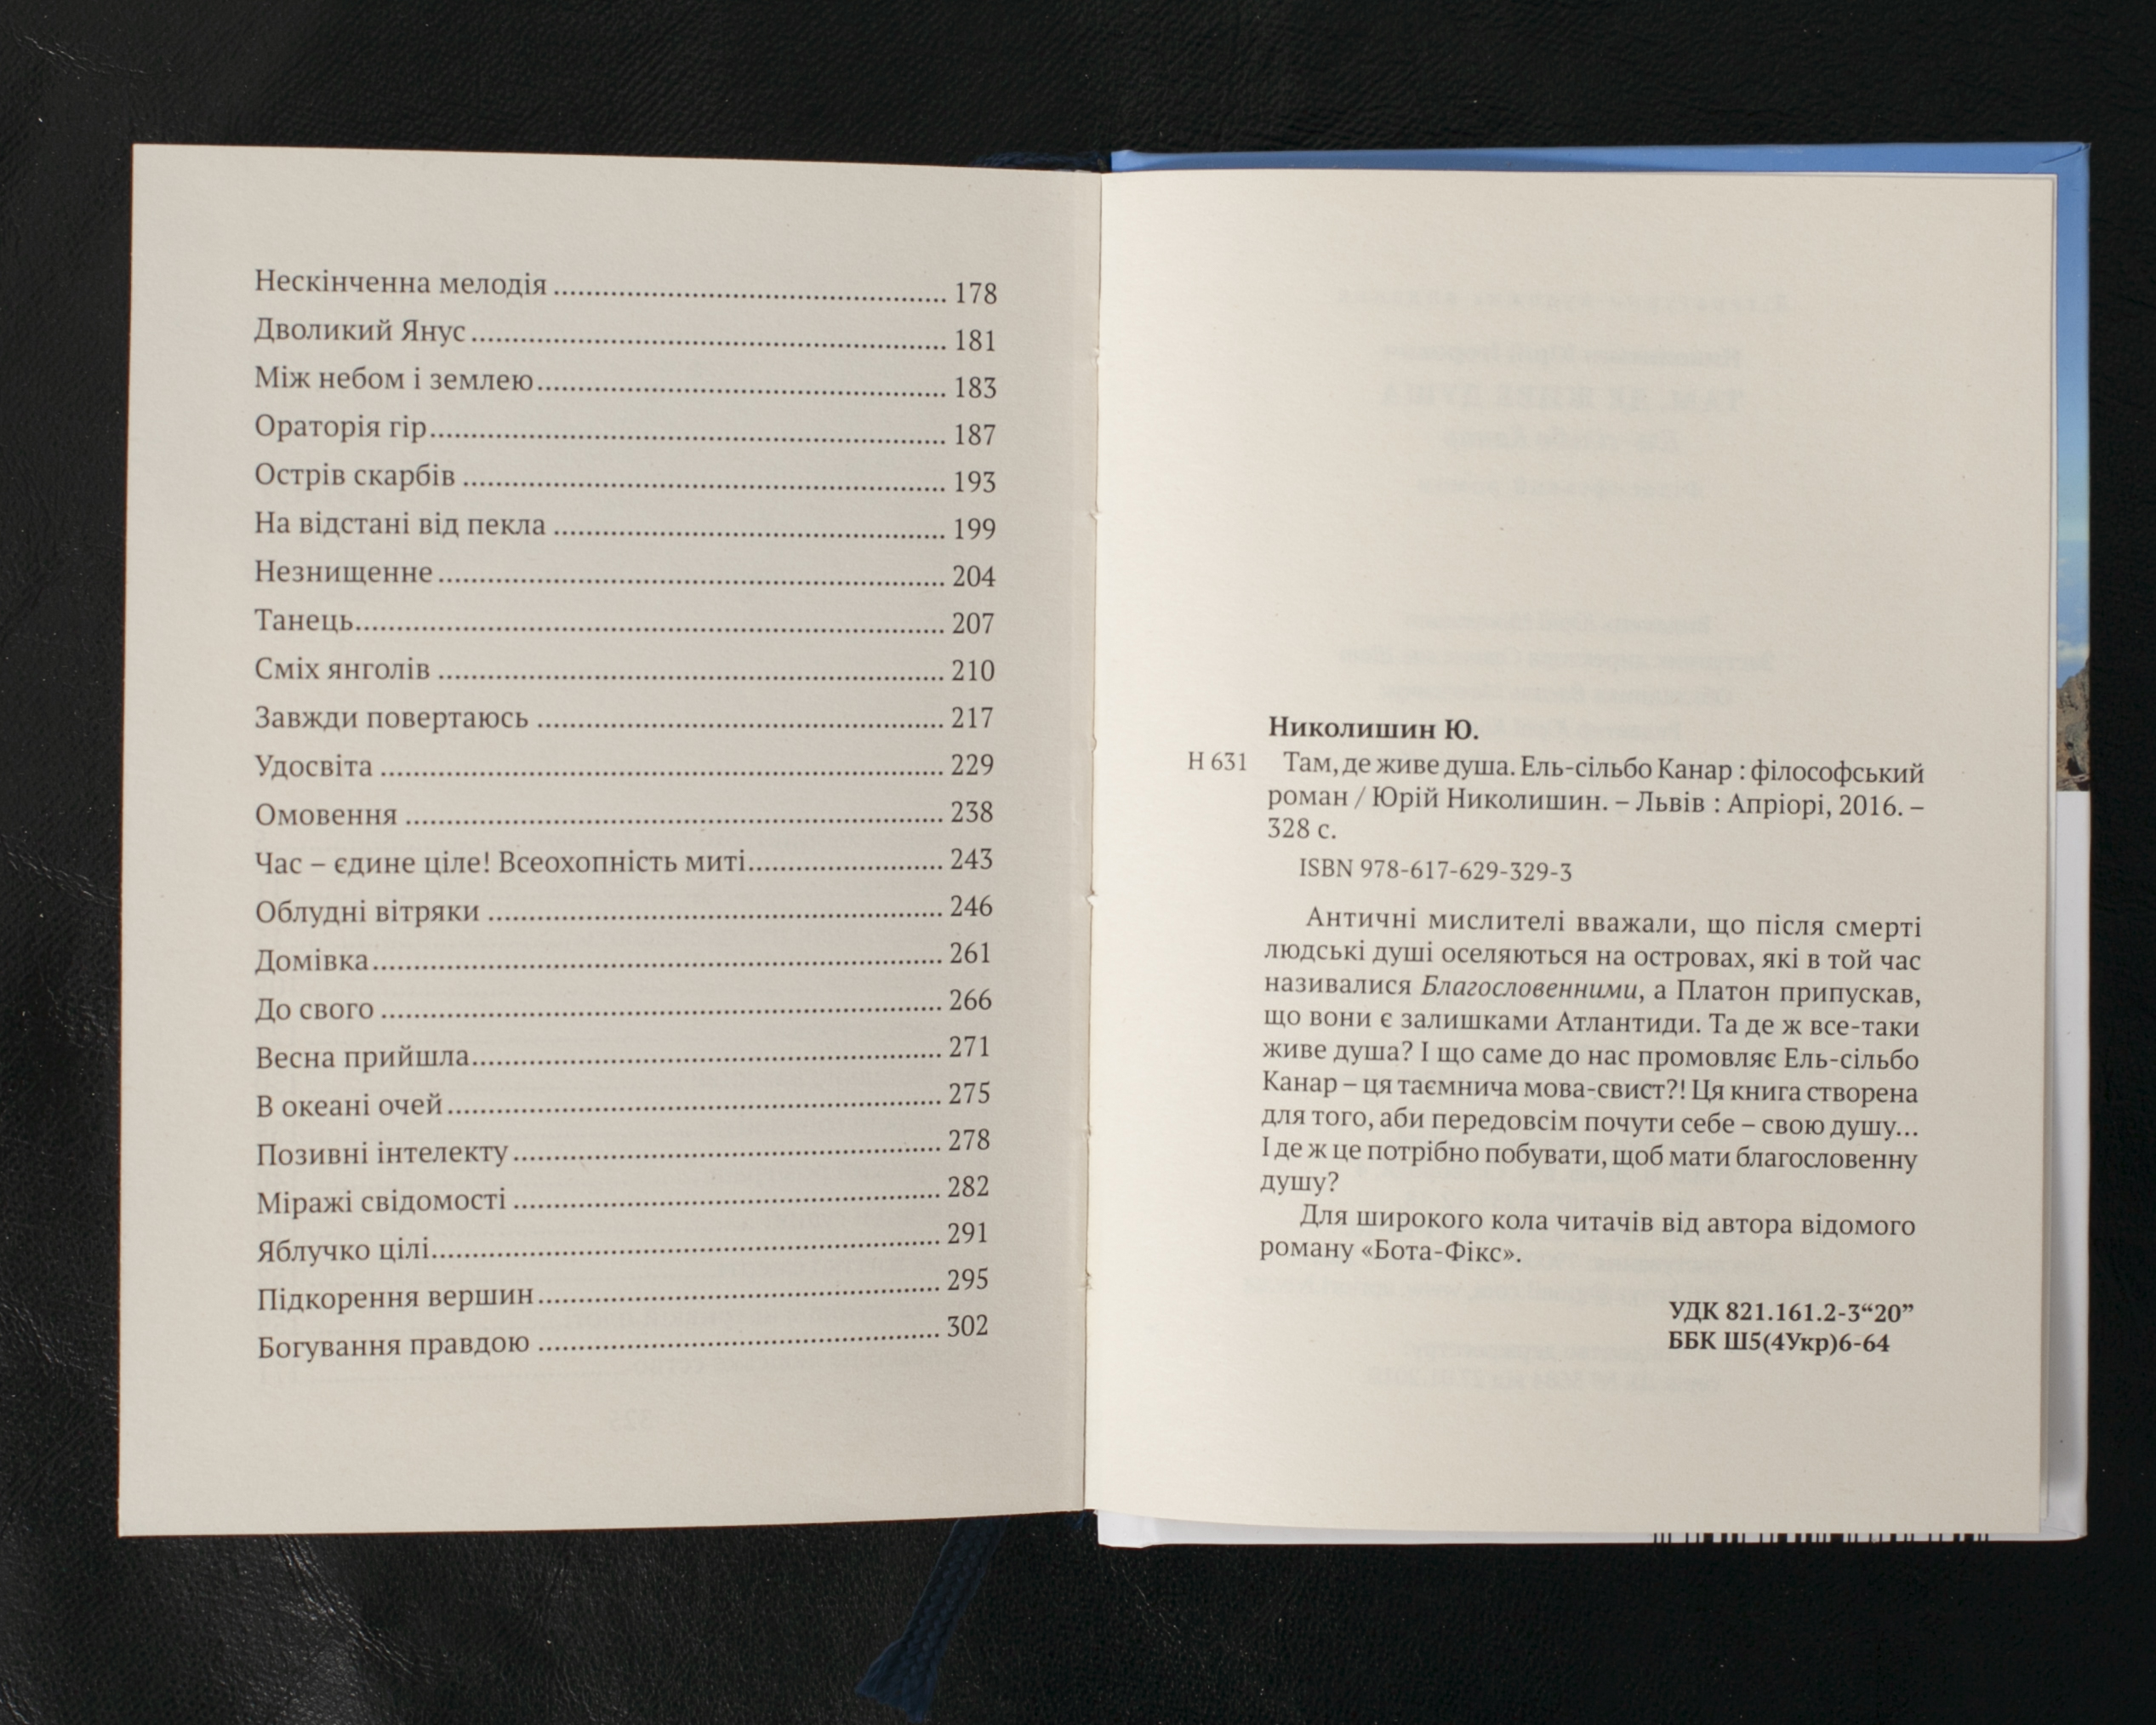 Нескінченна мелодія ................................................ 178
Дволикий Янус .......................................................... 181
Між небом і землею.................................................. 183
Ораторія гір............................................................... 187
Острів скарбів ........................................................... 193
На відстані від пекла ................................................ 199
Незнищенне .............................................................. 204
Танець........................................................................ 207
Сміх янголів .............................................................. 210
Завжди повертаюсь .................................................. 217
Удосвіта ..................................................................... 229
Омовення .................................................................. 238
Час – єдине ціле! Всеохопність миті........................ 243
Облудні вітряки ........................................................ 246
Домівка...................................................................... 261
До свого ..................................................................... 266
Весна прийшла.......................................................... 271
В океані очей............................................................. 275
Позивні інтелекту..................................................... 278
Міражі свідомості ..................................................... 282
Яблучко цілі............................................................... 291
Підкорення вершин.................................................. 295
Богування правдою .................................................. 302
Николишин Ю.
Н 631 Там, де живе душа. Ель-сільбо Канар : філософський
роман / Юрій Николишин. – Львів : Апріорі, 2016. –
328 с.
ISBN 978-617-629-329-3
Античні мислителі вважали, що після смерті
людські душі оселяються на островах, які в той час
називалися Благословенними, а Платон припускав,
що вони є залишками Атлантиди. Та де ж все-таки
живе душа? І що саме до нас промовляє Ель-сільбо
Канар – ця таємнича мова-свист?! Ця книга створена
для того, аби передовсім почути себе – свою душу...
І де ж це потрібно побувати, щоб мати благословенну
душу?
Для широкого кола читачів від автора відомого
роману «Бота-Фікс».
УДК 821.161.2-3“20”
ББК Ш5(4Укр)6-64